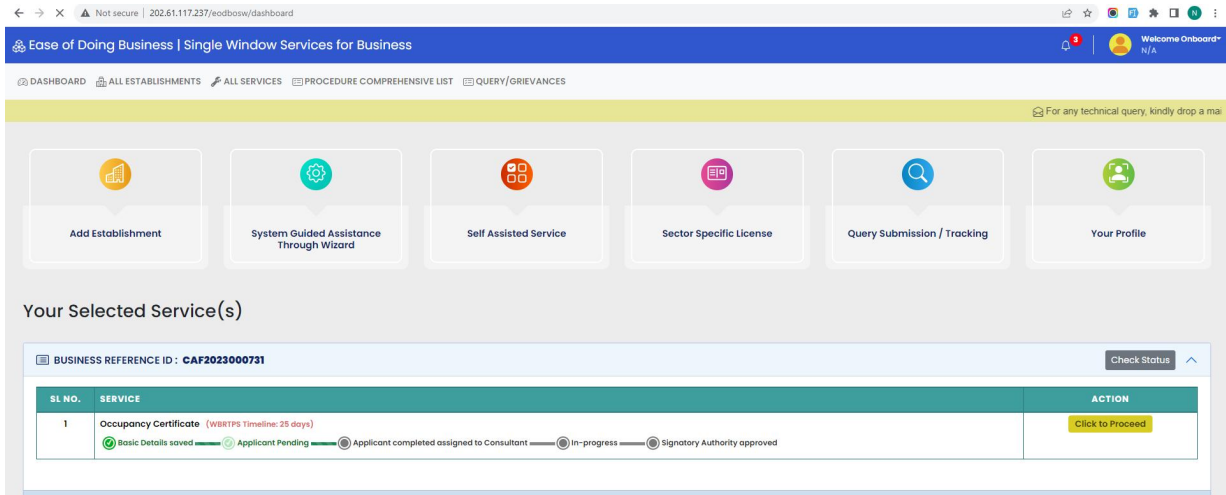 Not secure | 202.61.117.237/eodbosw/dashboard
N
Ease of Doing Business | Single Window Services for Business
3
Welcome Onboard
N/A
DASHBOARD ALL ESTABLISHMENTS ALL SERVICES PROCEDURE COMPREHENSIVE LIST QUERY/GRIEVANCES
For any technical query, kindly drop a mai
Add Establishment
System Guided Assistance
Through Wizard
Self Assisted Service
Sector Specific License
Query Submission / Tracking
Your Profile
Your Selected Service(s)
BUSINESS REFERENCE ID : CAF2023000731
Check Status
SL NO. SERVICE ACTION
1 Occupancy Certificate (WBRTPS Timeline: 25 days) Click to Proceed
Basic Details saved Applicant Pending Applicant completed assigned to Consultant In-progress Signatory Authority approved